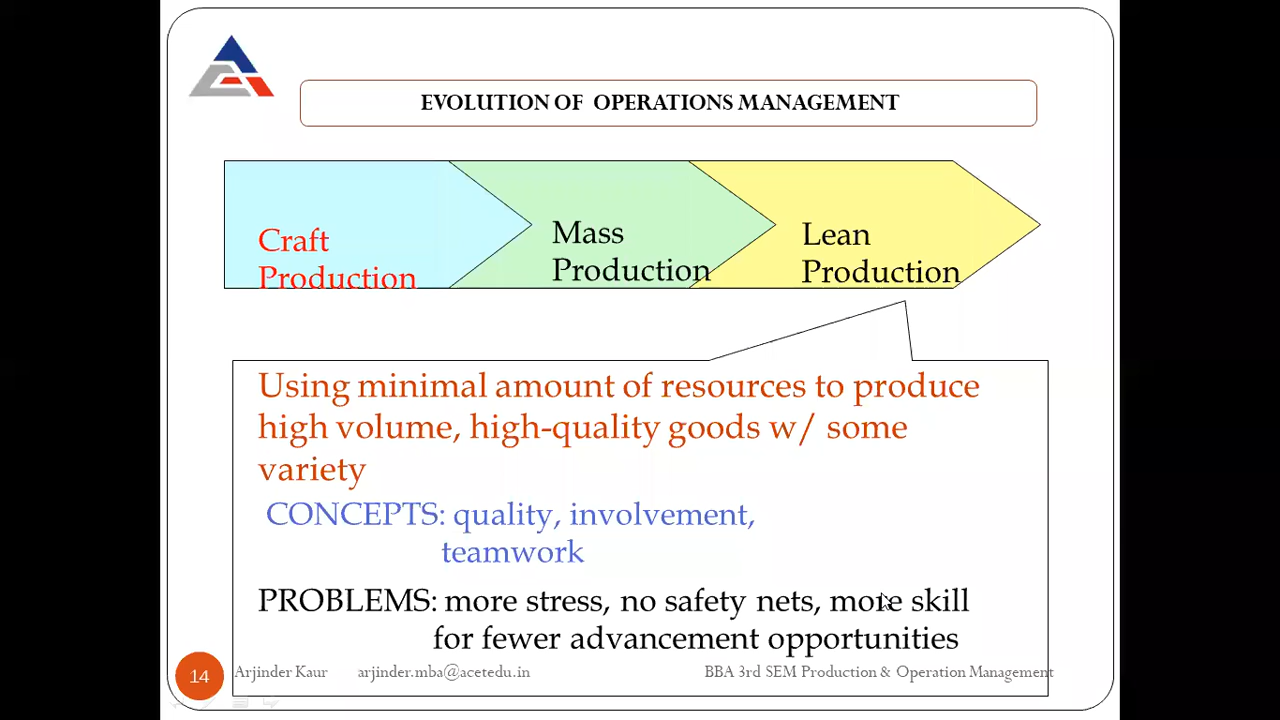 EVOLUTION OF OPERATIONS MANAGEMENT
Craft
Production
Mass
Production
Lean
Production
Using minimal amount of resources to produce
high volume, high-quality goods w/ some
variety
CONCEPTS: quality, involvement,
teamwork
PROBLEMS: more stress, no safety nets, more skill
for fewer advancement opportunities
14 Arjinder Kaur arjinder.mba@acetedu.in BBA 3rd SEM Production & Operation Management